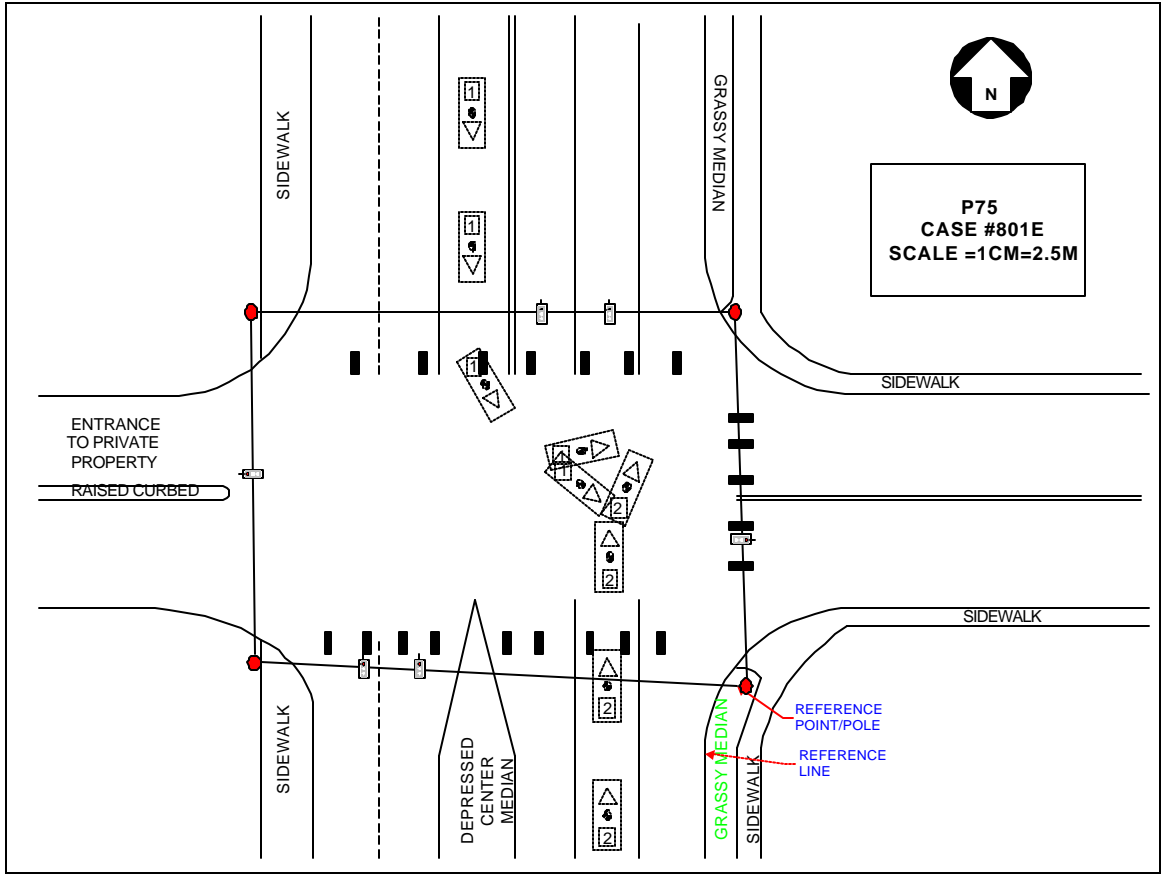 SIDEWALK
1
1
GRASSY MEDIAN
N
P75
CASE #801E
SCALE =1CM=2.5M
1
SIDEWALK
ENTRANCE
TO PRIVATE
PROPERTY
RAISED CURBED
1
1
2
2
SIDEWALK
2
2
SIDEWALK
DEPRESSED
CENTER
MEDIAN
GRASSY MEDIAN
SIDEWALK
REFERENCE
POINT/POLE
REFERENCE
LINE